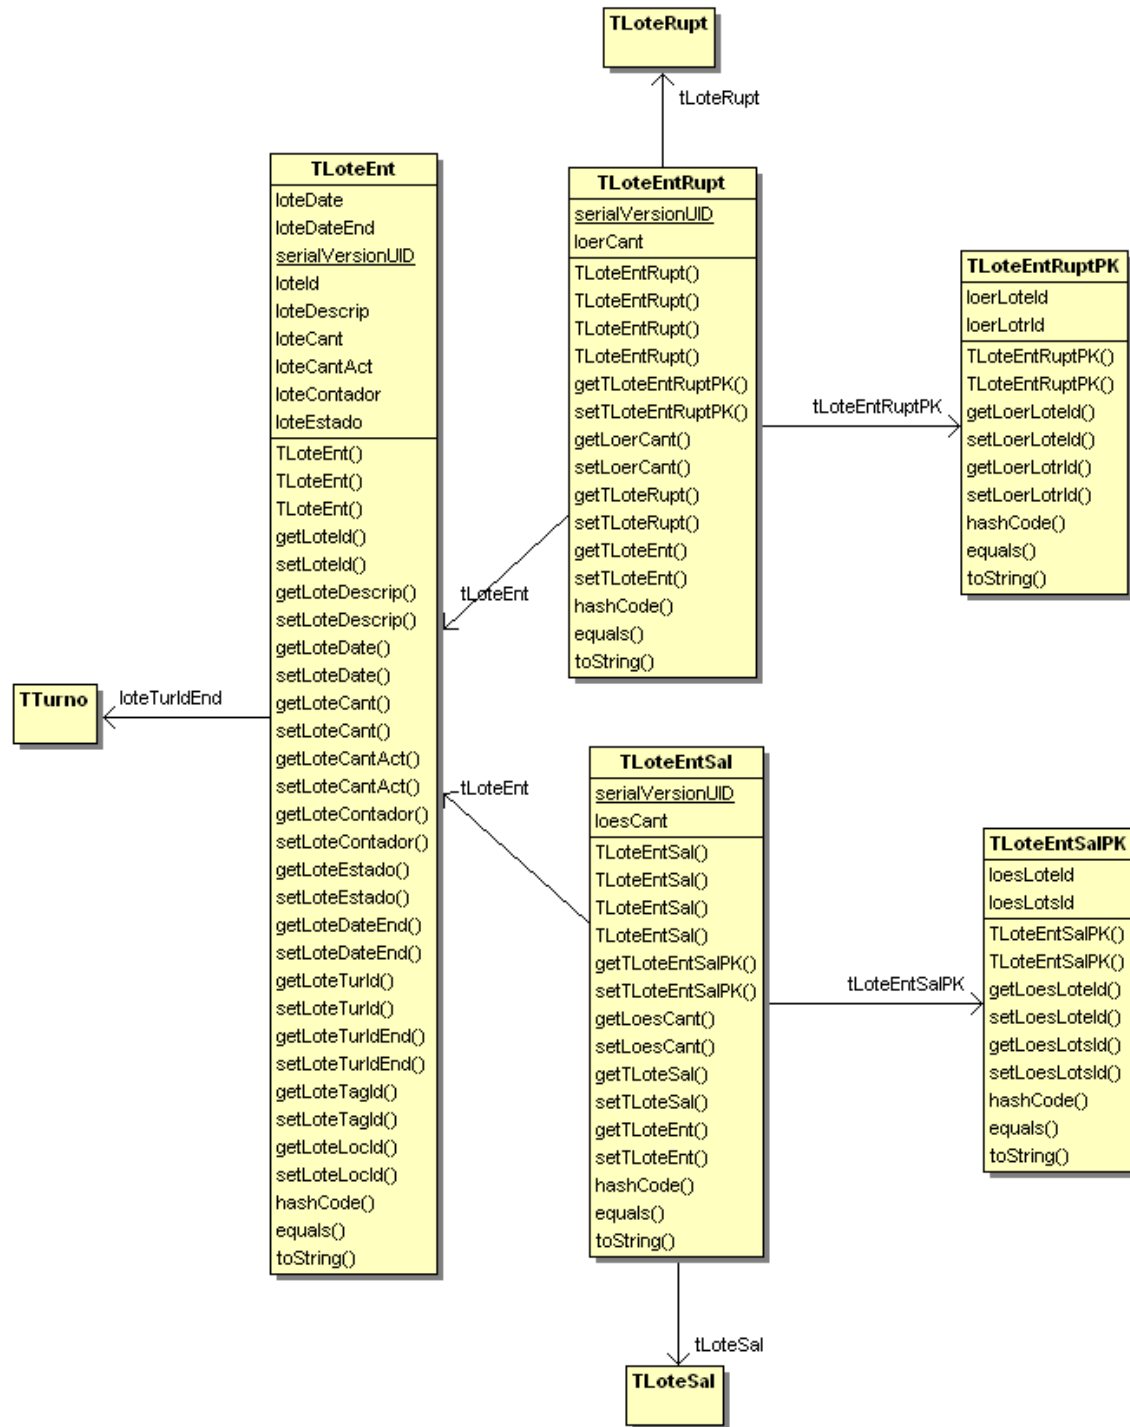 TLoteRupt
tLoteRupt
TLoteEnt
loteDate
loteDateEnd
serialVersionUID
loteId
loteDescrip
loteCant
loteCantAct
loteContador
loteEstado
TLoteEnt()
TLoteEnt()
TLoteEnt()
getLoteId()
setLoteId()
getLoteDescrip()
setLoteDescrip()
getLoteDate()
setLoteDate()
getLoteCant()
setLoteCant()
getLoteCantAct()
setLoteCantAct()
getLoteContador()
setLoteContador()
getLoteEstado()
setLoteEstado()
getLoteDateEnd()
setLoteDateEnd()
getLoteTurId()
setLoteTurId()
getLoteTurIdEnd()
setLoteTurIdEnd()
getLoteTagId()
setLoteTagId()
getLoteLocId()
setLoteLocId()
hashCode()
equals()
toString()
TLoteEntRupt
serialVersionUID
loerCant
TLoteEntRupt()
TLoteEntRupt()
TLoteEntRupt()
TLoteEntRupt()
getTLoteEntRuptPK()
setTLoteEntRuptPK()
getLoerCant()
setLoerCant()
getTLoteRupt()
setTLoteRupt()
getTLoteEnt()
setTLoteEnt()
hashCode()
equals()
toString()
tLoteEntRuptPK
TLoteEntRuptPK
loerLoteId
loerLotrId
TLoteEntRuptPK()
TLoteEntRuptPK()
getLoerLoteId()
setLoerLoteId()
getLoerLotrId()
setLoerLotrId()
hashCode()
equals()
toString()
tLoteEnt
TTurno
loteTurIdEnd
tLoteEnt
TLoteEntSal
serialVersionUID
loesCant
TLoteEntSal()
TLoteEntSal()
TLoteEntSal()
TLoteEntSal()
getTLoteEntSalPK()
setTLoteEntSalPK()
getLoesCant()
setLoesCant()
getTLoteSal()
setTLoteSal()
getTLoteEnt()
setTLoteEnt()
hashCode()
equals()
toString()
tLoteEntSalPK
TLoteEntSalPK
loesLoteId
loesLotsId
TLoteEntSalPK()
TLoteEntSalPK()
getLoesLoteId()
setLoesLoteId()
getLoesLotsId()
setLoesLotsId()
hashCode()
equals()
toString()
tLoteSal
TLoteSal